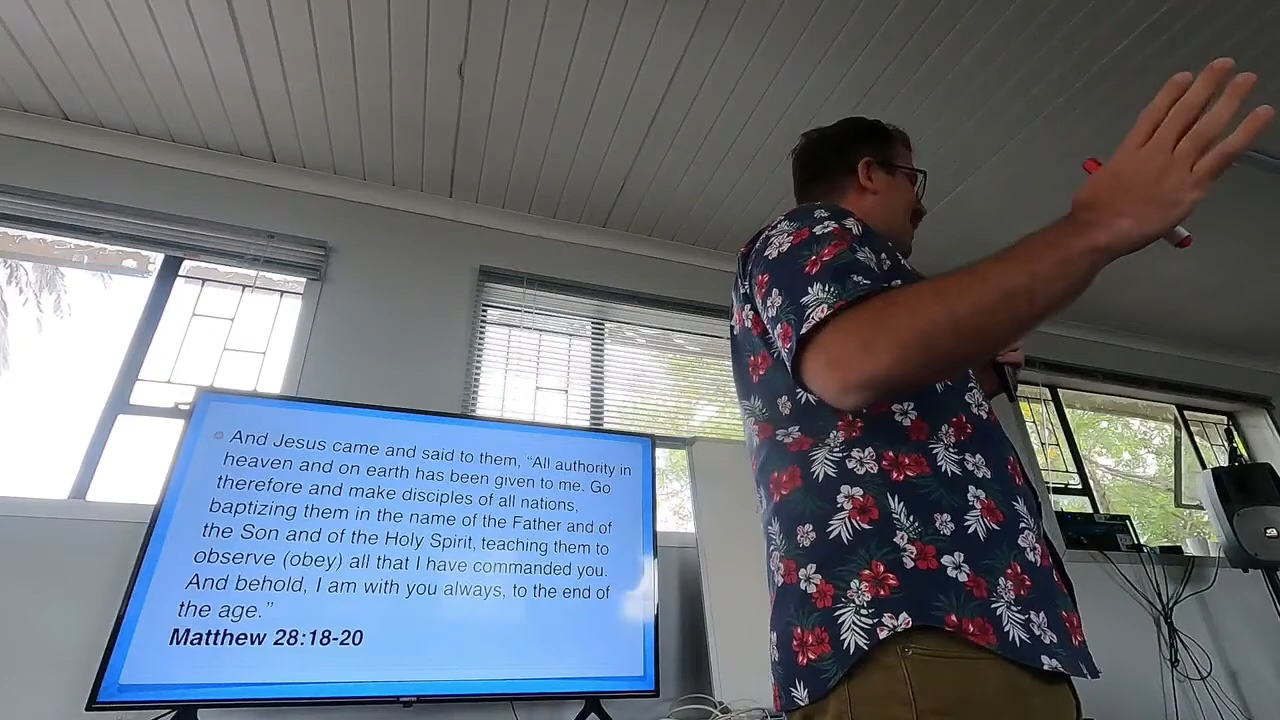 And Jesus came and said to them, “All authority in
heaven and on earth has been given to me. Go
therefore and make disciples of all nations,
baptizing them in the name of the Father and of
the Son and of the Holy Spirit, teaching them to
observe (obey) all that I have commanded you.
And behold, I am with you always, to the end of
the age.”
Matthew 28:18-20